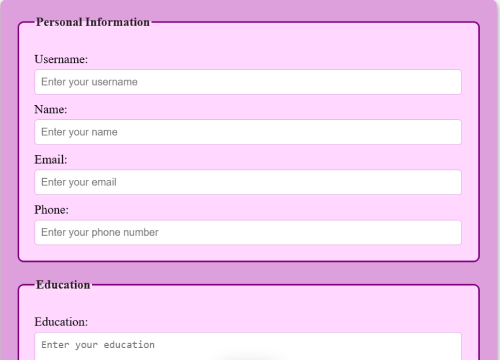 Personal Information
Username:
Enter your username
Name:
Enter your name
Email:
Enter your email
Phone:
Enter your phone number
Education
Education:
Enter your education